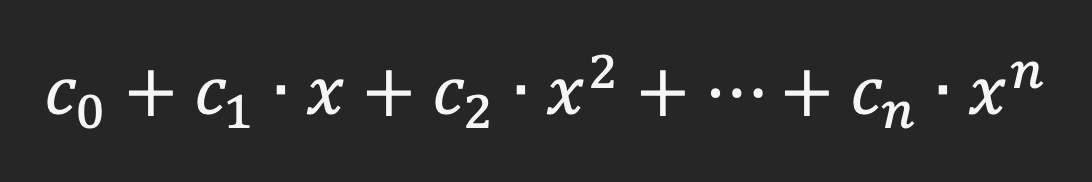 c₀ + c₁ · x + c₂ · x² + ⋯ + cₙ · xⁿ